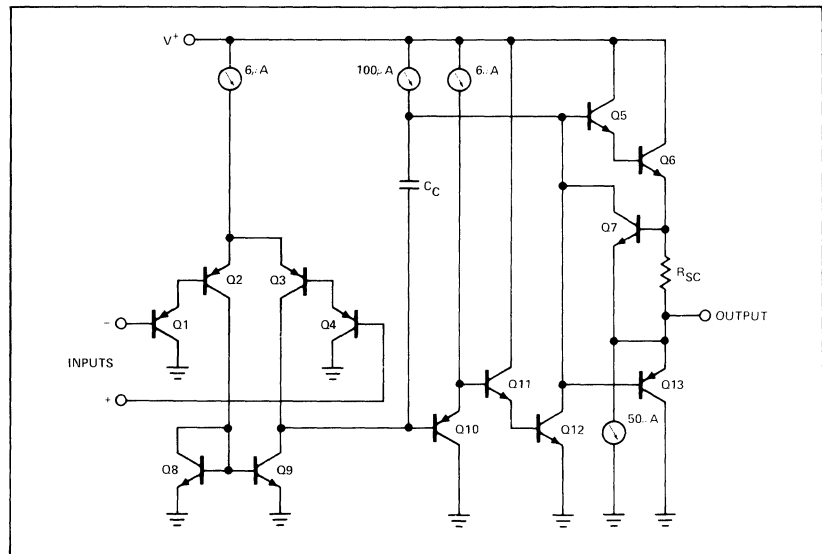 V+
6μA
100μA
6μA
Q5
Q6
CC
Q7
Q2
Q3
RSC
Q1
Q4
−
OUTPUT
INPUTS
+
Q11
Q13
Q10
Q12
50μA
Q8
Q9